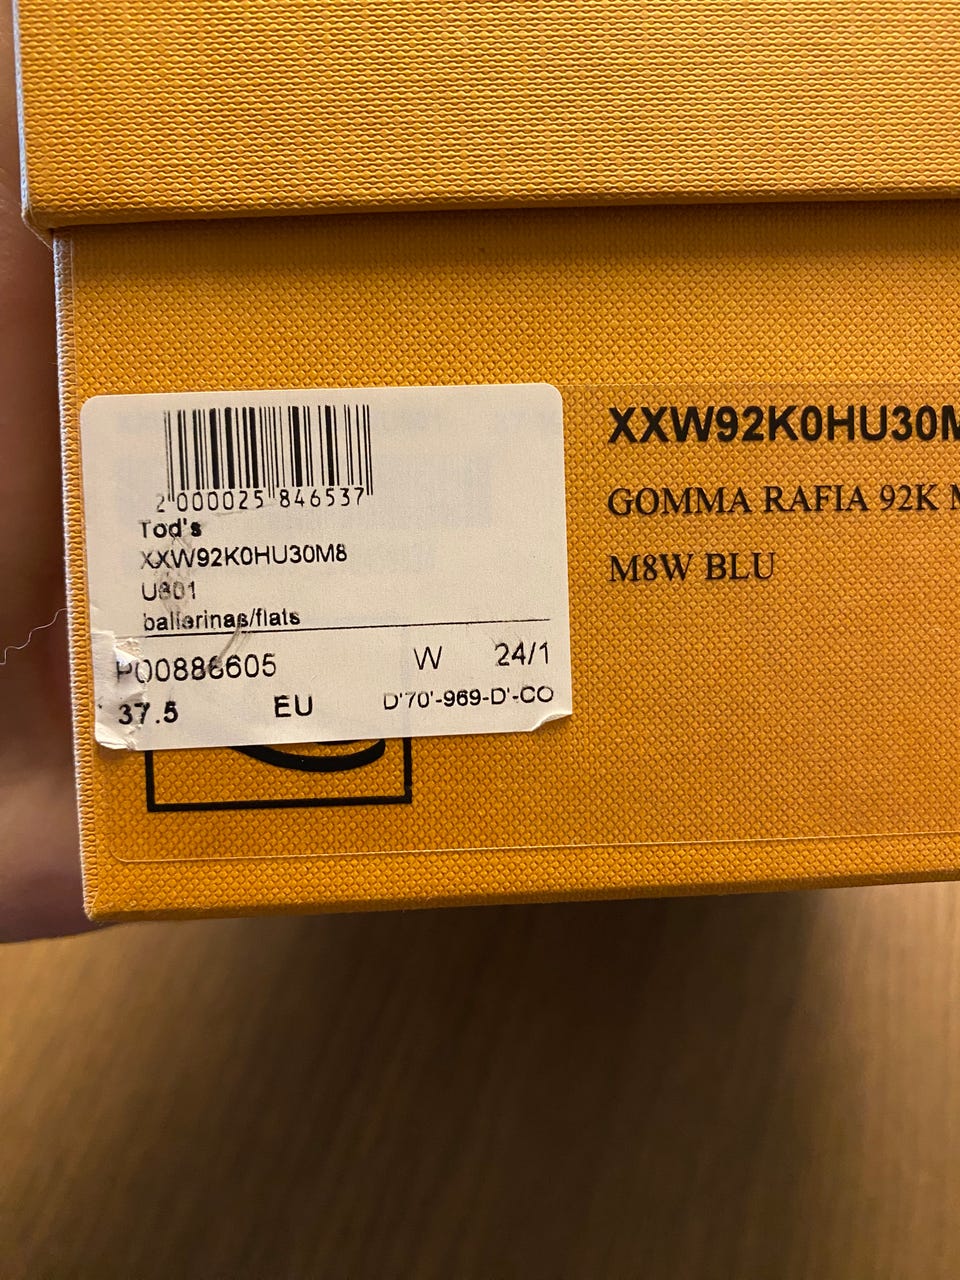 2 000025 846537
Tod's
XXW92K0HU30M8
U801
ballerinas/flats
P00886605 W 24/1
37.5 EU D'70'-969-D'-CO
XXW92K0HU30M
GOMMA RAFIA 92K
M8W BLU